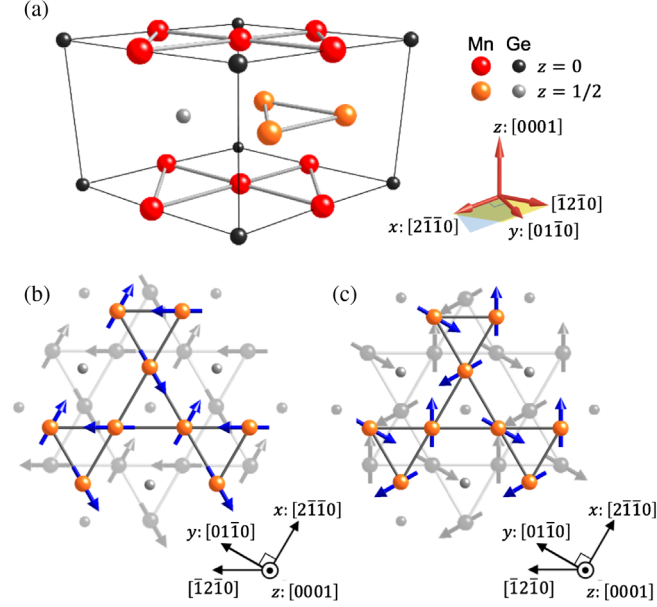 (a)
Mn Ge
z = 0
z = 1/2
z: [0001]
[1̄21̄0]
x: [21̄1̄0]
y: [011̄0]
(b)
(c)
x: [21̄1̄0]
y: [011̄0]
[1̄21̄0]
z: [0001]
x: [21̄1̄0]
y: [011̄0]
[1̄21̄0]
z: [0001]